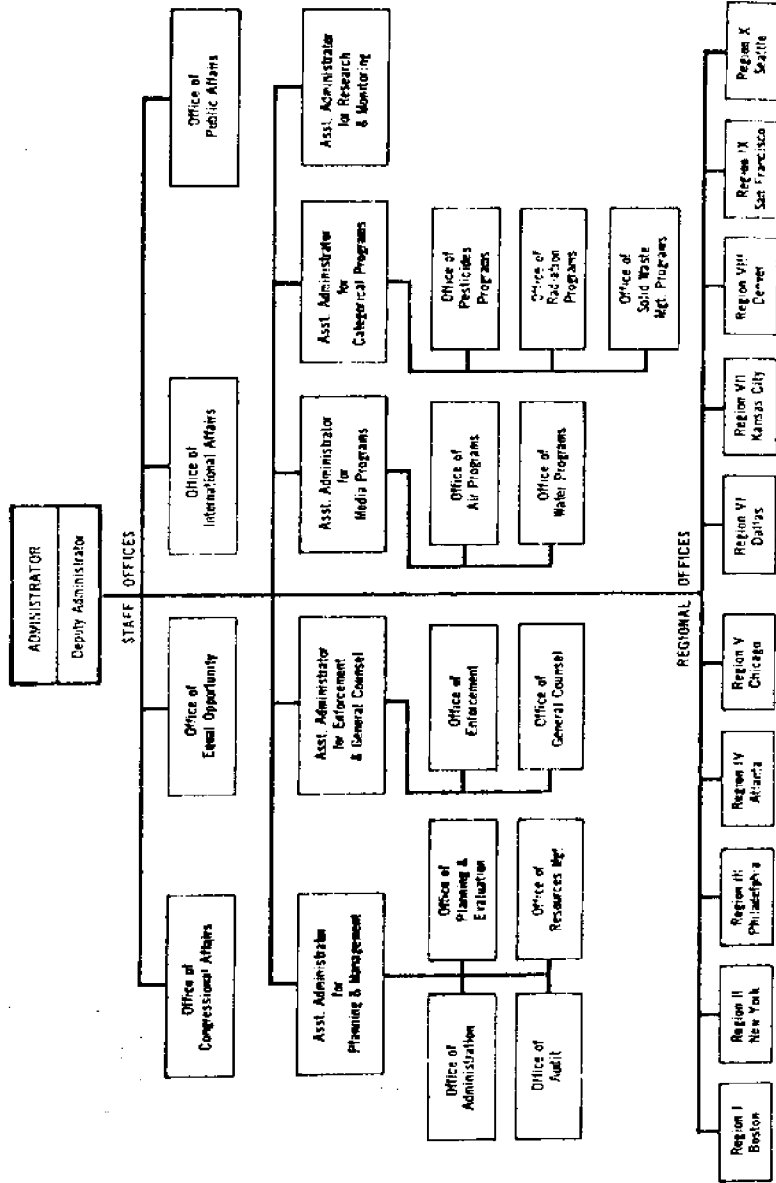 ADMINISTRATOR
Deputy Administrator
STAFF OFFICES
Office of
Congressional Affairs
Office of
Equal Opportunity
Office of
International Affairs
Office of
Public Affairs
Asst. Administrator
for
Planning & Management
Asst. Administrator
for Enforcement
& General Counsel
Asst. Administrator
for
Media Programs
Asst. Administrator
for
Categorical Programs
Asst. Administrator
for Research
& Monitoring
Office of
Administration
Office of
Planning &
Evaluation
Office of
Audit
Office of
Resources Mgt.
Office of
Enforcement
Office of
General Counsel
Office of
Air Programs
Office of
Water Programs
Office of
Pesticides
Programs
Office of
Radiation
Programs
Office of
Solid Waste
Mgt. Programs
REGIONAL OFFICES
Region I
Boston
Region II
New York
Region III
Philadelphia
Region IV
Atlanta
Region V
Chicago
Region VI
Dallas
Region VII
Kansas City
Region VIII
Denver
Region IX
San Francisco
Region X
Seattle